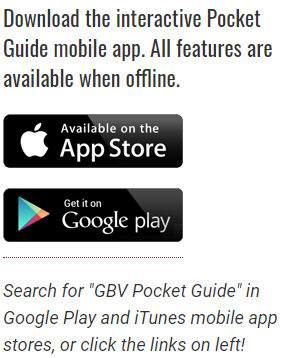 Download the interactive Pocket
Guide mobile app. All features are
available when offline.
Available on the
App Store
Get it on
Google play
Search for "GBV Pocket Guide" in
Google Play and iTunes mobile app
stores, or click the links on left!